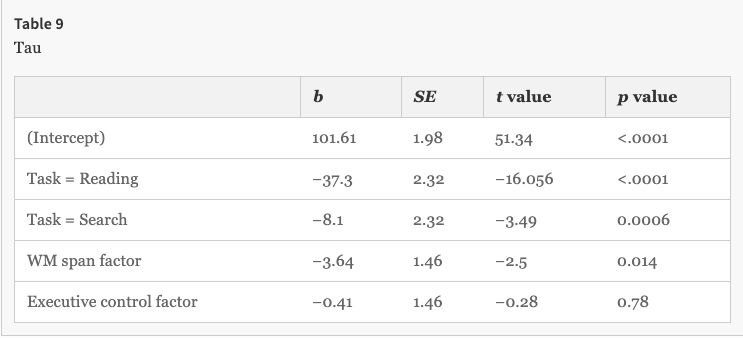 Table 9
Tau
b SE t value p value
(Intercept) 101.61 1.98 51.34 <.0001
Task = Reading −37.3 2.32 −16.056 <.0001
Task = Search −8.1 2.32 −3.49 0.0006
WM span factor −3.64 1.46 −2.5 0.014
Executive control factor −0.41 1.46 −0.28 0.78